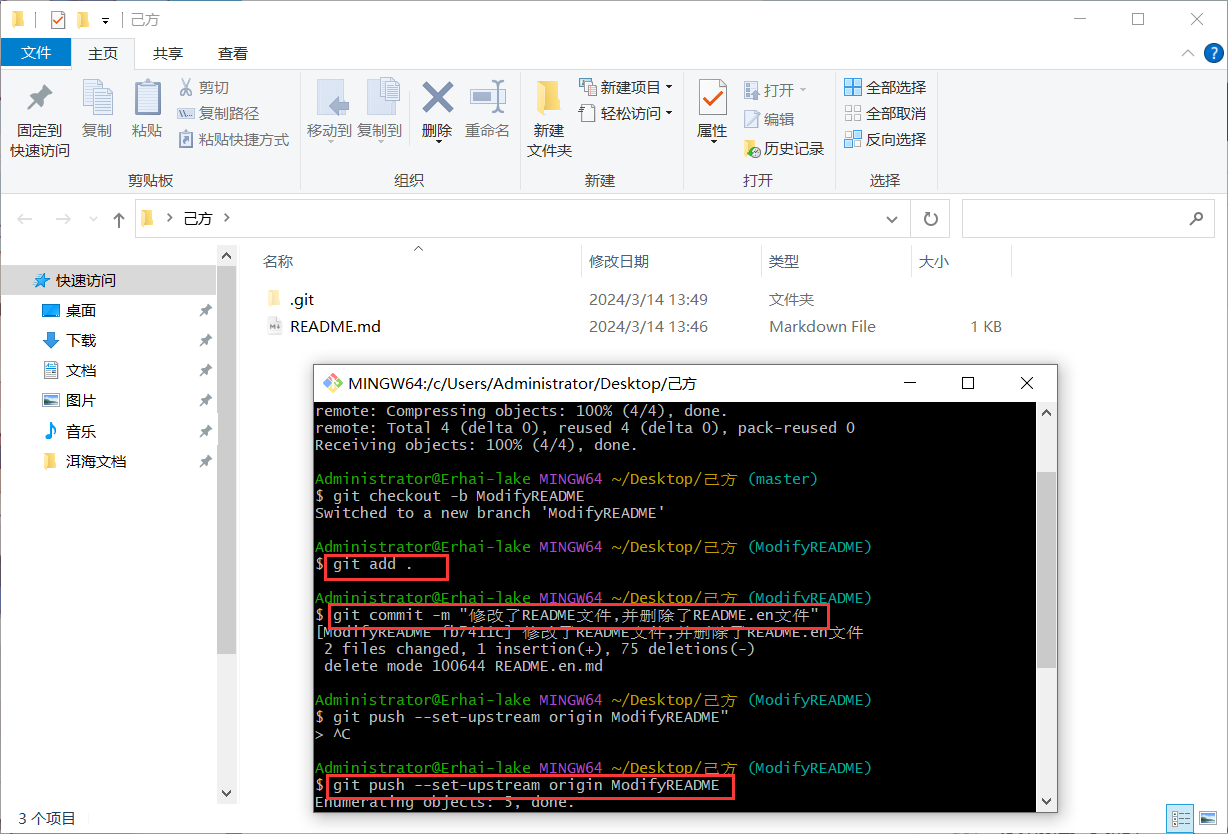 己方
文件 主页 共享 查看
固定到快速访问
复制
粘贴
剪切
复制路径
粘贴快捷方式
剪贴板
移动到
复制到
删除
重命名
组织
新建文件夹
新建项目
轻松访问
新建
属性
打开
编辑
历史记录
打开
全部选择
全部取消
反向选择
选择
己方
名称 修改日期 类型 大小
.git 2024/3/14 13:49 文件夹
README.md 2024/3/14 13:46 Markdown File 1 KB
快速访问
桌面
下载
文档
图片
音乐
洱海文档
3 个项目
MINGW64:/c/Users/Administrator/Desktop/己方
remote: Compressing objects: 100% (4/4), done.
remote: Total 4 (delta 0), reused 4 (delta 0), pack-reused 0
Receiving objects: 100% (4/4), done.
Administrator@Erhai-lake MINGW64 ~/Desktop/己方 (master)
$ git checkout -b ModifyREADME
Switched to a new branch 'ModifyREADME'
Administrator@Erhai-lake MINGW64 ~/Desktop/己方 (ModifyREADME)
$ git add .
Administrator@Erhai-lake MINGW64 ~/Desktop/己方 (ModifyREADME)
$ git commit -m "修改了README文件,并删除了README.en文件"
[ModifyREADME fb7411c] 修改了README文件,并删除了README.en文件
2 files changed, 1 insertion(+), 75 deletions(-)
delete mode 100644 README.en.md
Administrator@Erhai-lake MINGW64 ~/Desktop/己方 (ModifyREADME)
$ git push --set-upstream origin ModifyREADME"
> ^C
Administrator@Erhai-lake MINGW64 ~/Desktop/己方 (ModifyREADME)
$ git push --set-upstream origin ModifyREADME
Enumerating objects: 5, done.